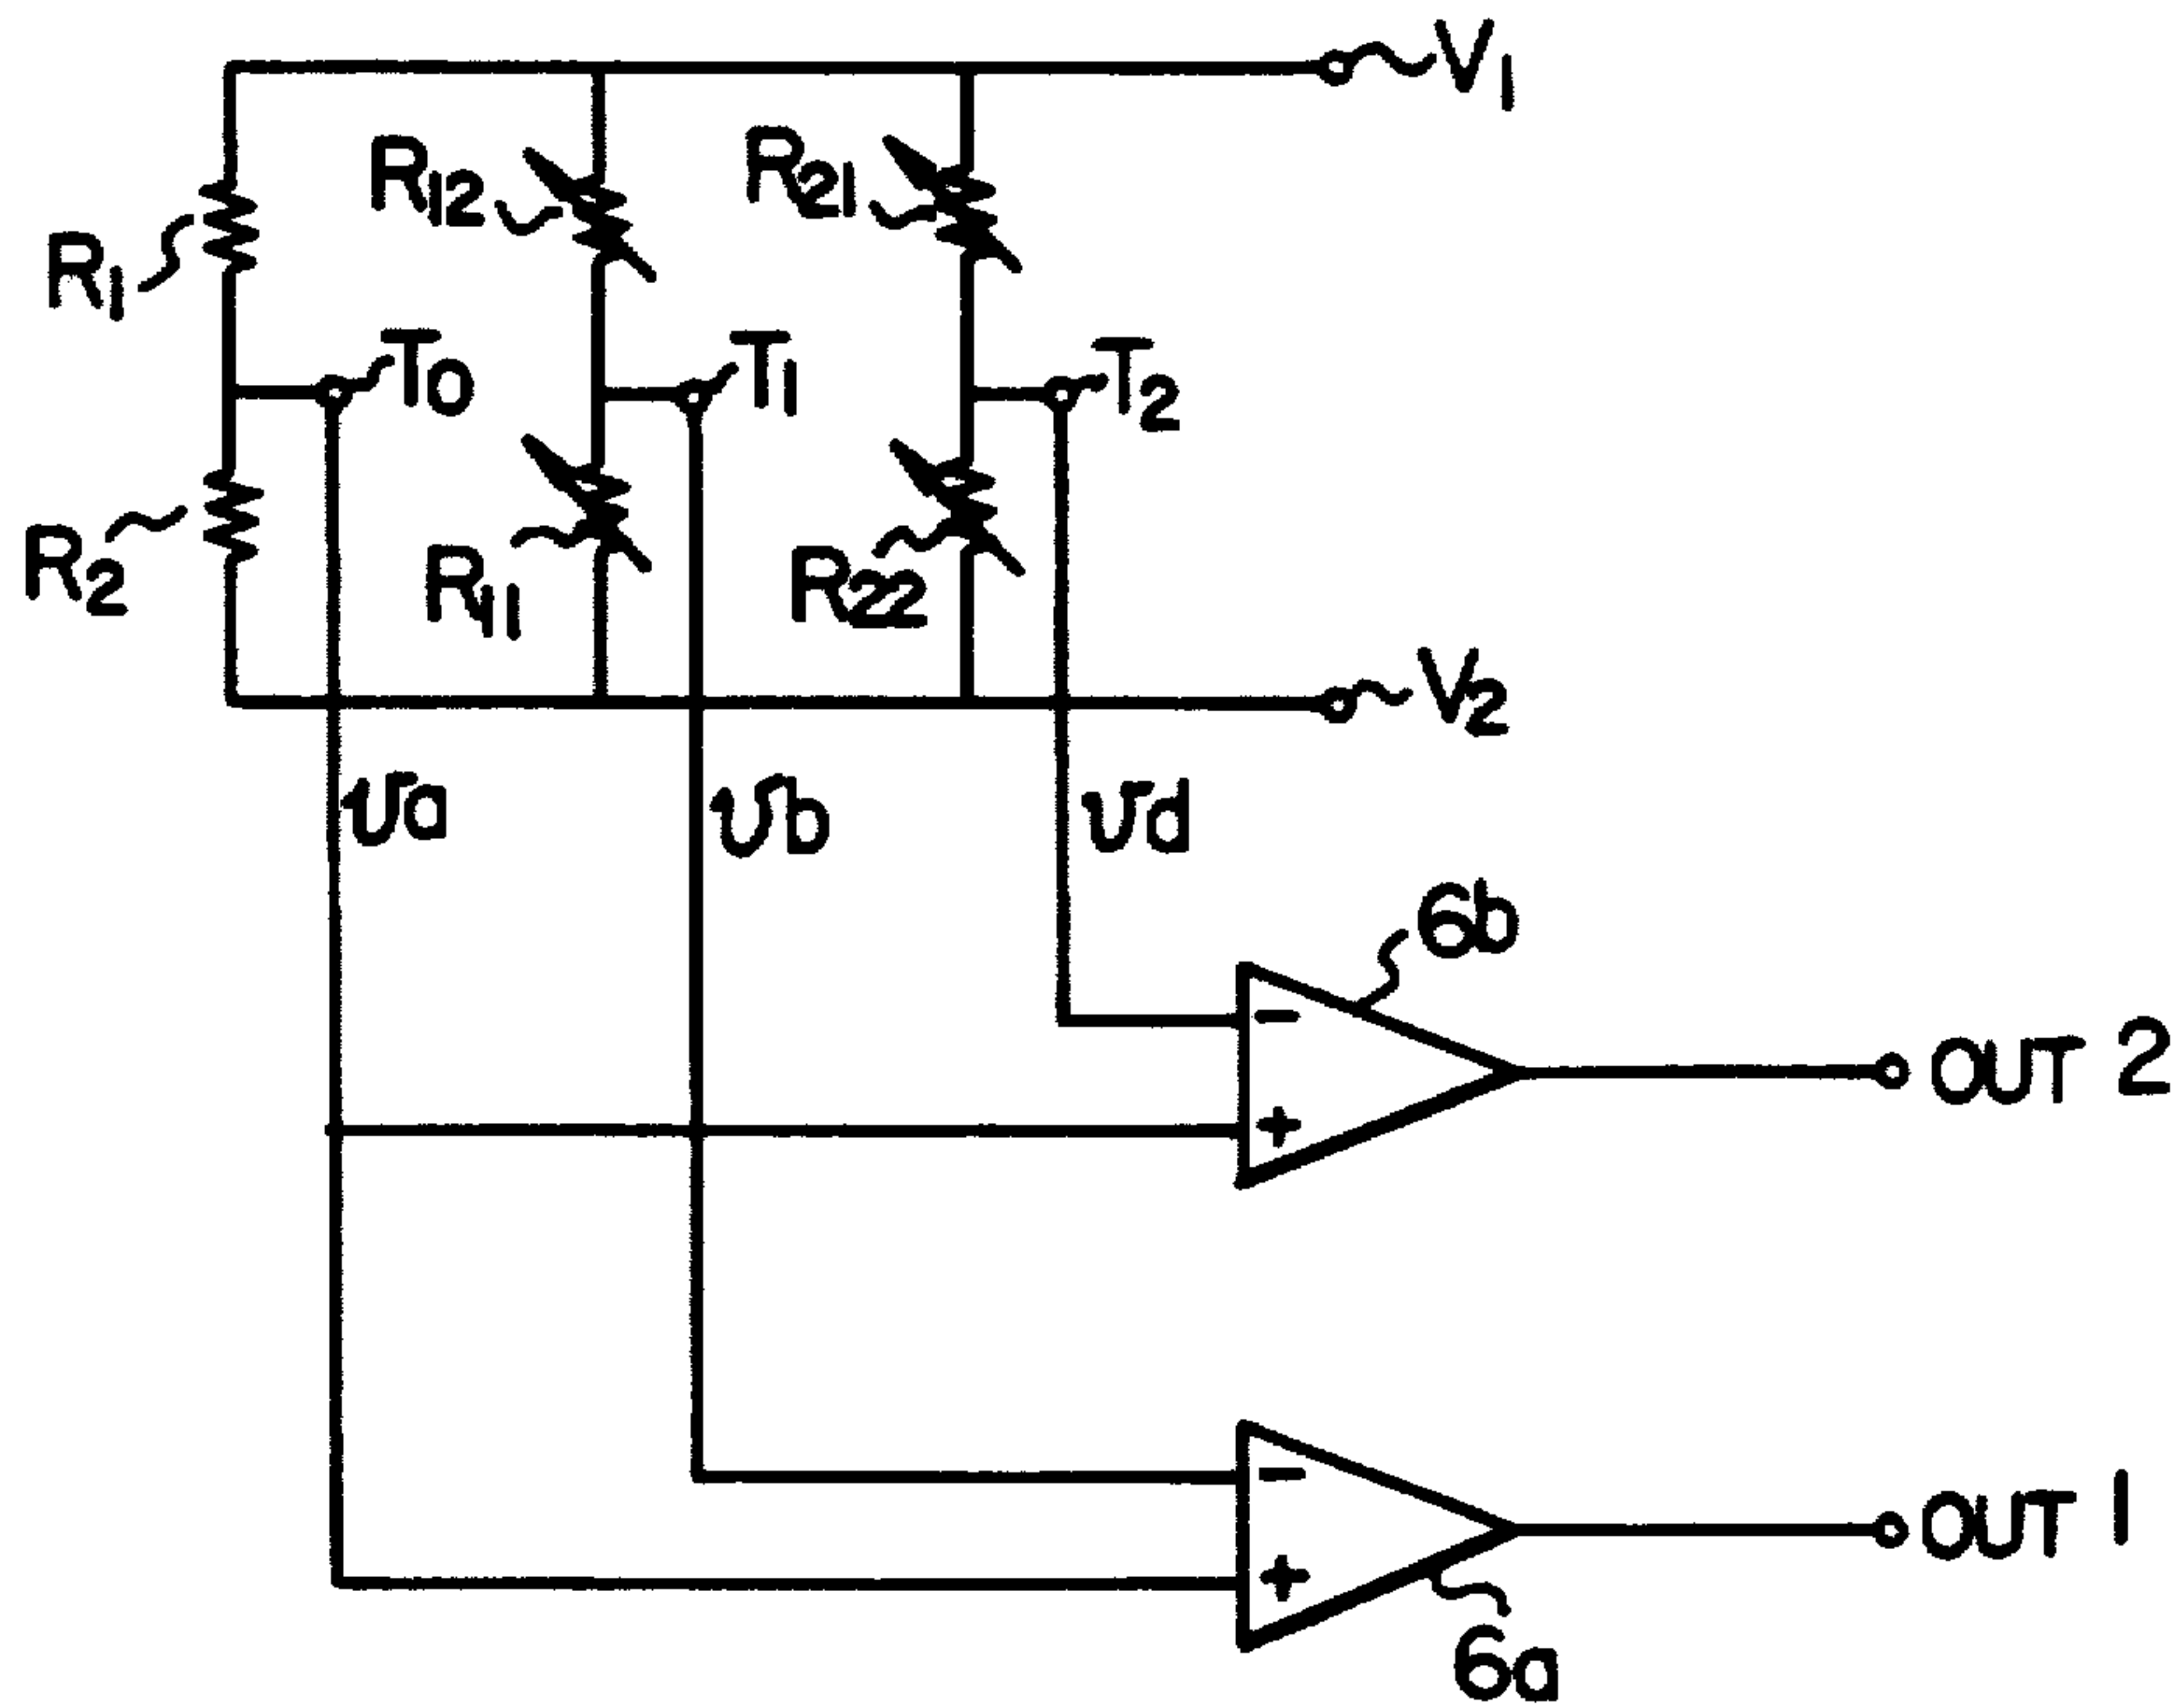 V1
R12
R21
R1
T0
T1
T2
R2
R11
R22
V2
va
vb
vd
6b
−
+
OUT 2
−
+
OUT 1
6a